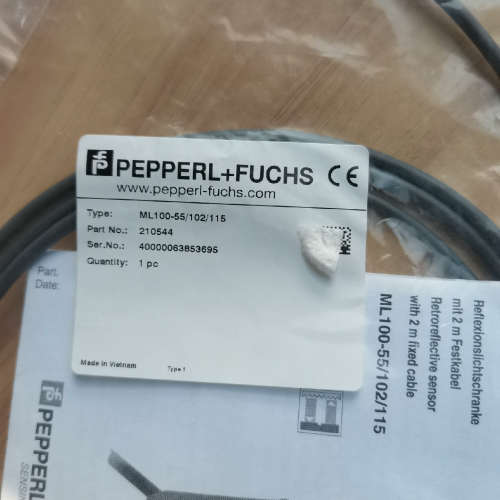 PEPPERL+FUCHS CE
www.pepperl-fuchs.com
Type: ML100-55/102/115
Part No.: 210544
Ser.No.: 40000063853695
Quantity: 1 pc
Made in Vietnam
Type 1
Part.
Date:
Reflexionslichtschranke
mit 2 m Festkabel
Retroreflective sensor
with 2 m fixed cable
ML100-55/102/115
PEPPERL